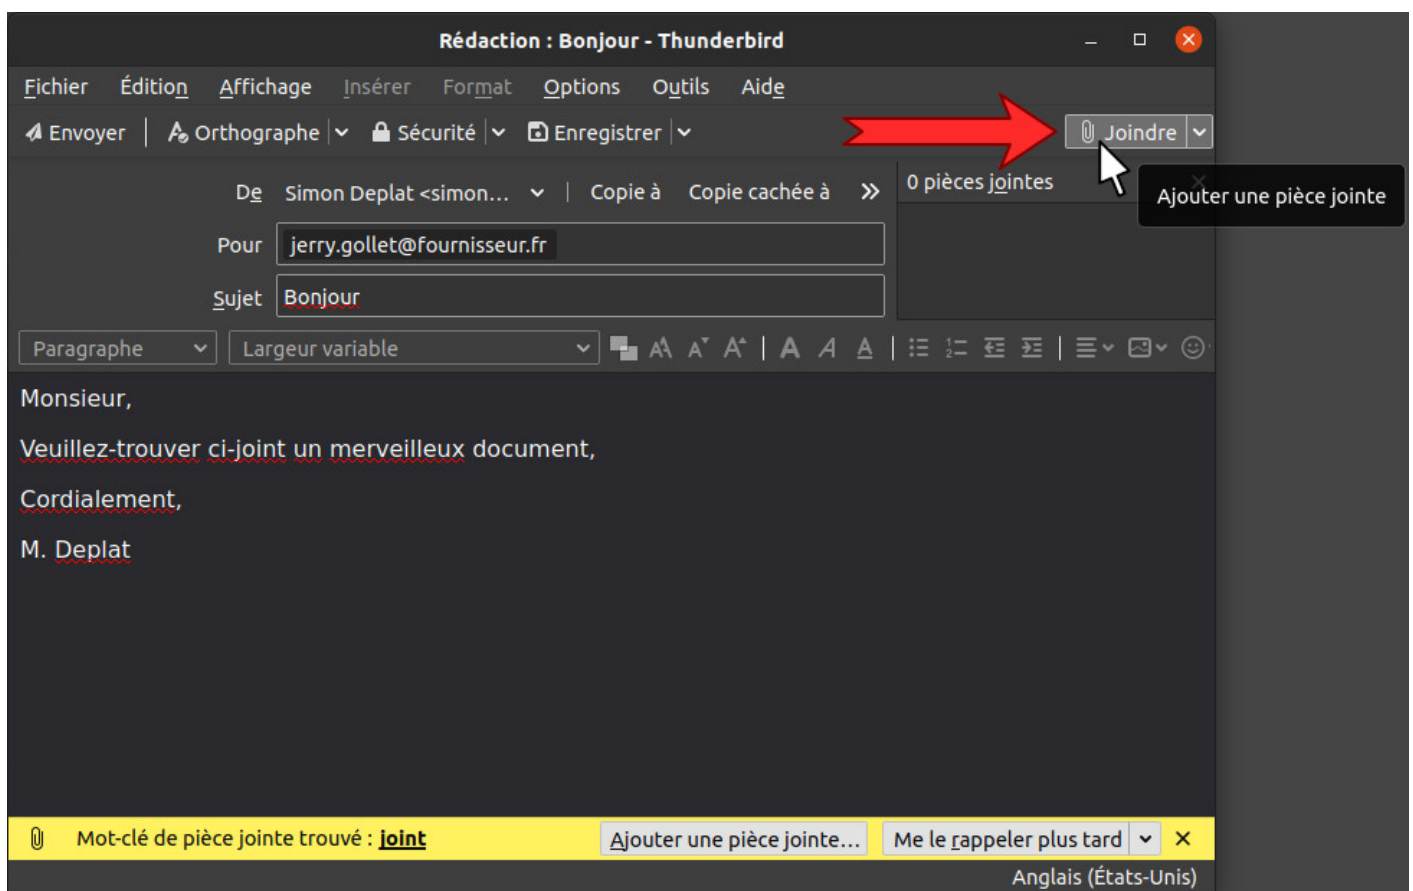 Rédaction : Bonjour - Thunderbird
Fichier Édition Affichage Insérer Format Options Outils Aide
Envoyer Orthographe Sécurité Enregistrer Joindre
De Simon Deplat <simon... Copie à Copie cachée à » 0 pièces jointes
Ajouter une pièce jointe
Pour jerry.gollet@fournisseur.fr
Sujet Bonjour
Paragraphe Largeur variable
Monsieur,
Veuillez-trouver ci-joint un merveilleux document,
Cordialement,
M. Deplat
Mot-clé de pièce jointe trouvé : joint Ajouter une pièce jointe... Me le rappeler plus tard
Anglais (États-Unis)